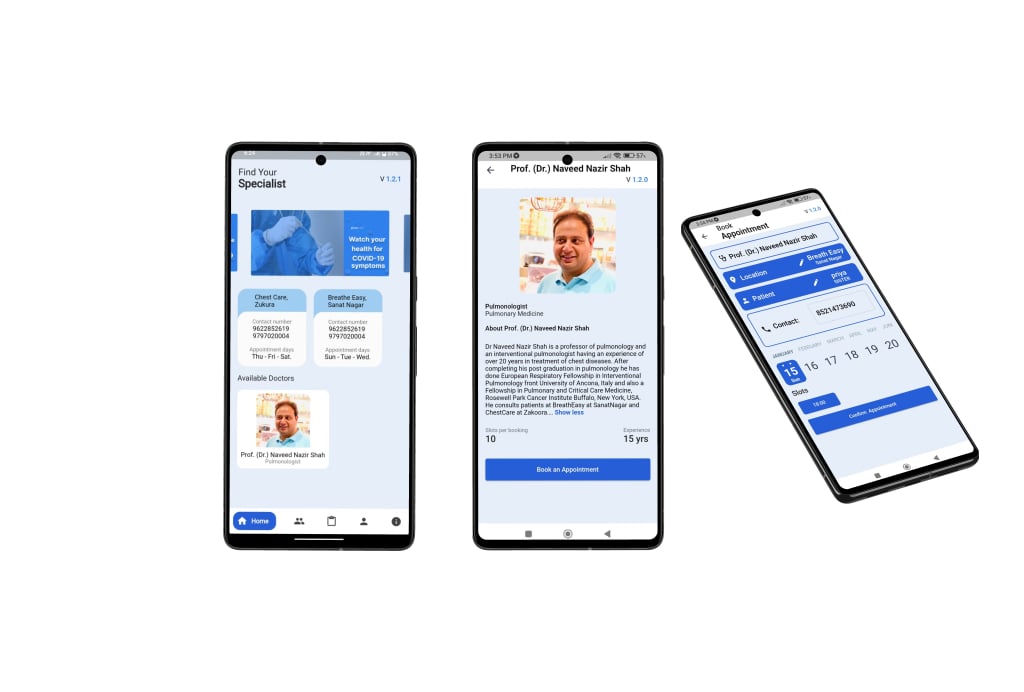 Find Your
Specialist
V 1.2.1
Watch your
health for
COVID-19
symptoms
Chest Care,
Zukura
Contact number
9622852619
9797020004
Appointment days
Thu - Fri - Sat.
Breathe Easy,
Sanat Nagar
Contact number
9622852619
9797020004
Appointment days
Sun - Tue - Wed.
Available Doctors
Prof. (Dr.) Naveed Nazir Shah
Pulmonologist
Home
3:53 PM
57%
Prof. (Dr.) Naveed Nazir Shah
V 1.2.0
Pulmonologist
Pulmonary Medicine
About Prof. (Dr.) Naveed Nazir Shah
Dr Naveed Nazir Shah is a professor of pulmonology and
an interventional pulmonologist having an experience of
over 20 years in treatment of chest diseases. After
completing his post graduation in pulmonology he has
done European Respiratory Fellowship in Interventional
Pulmonology from University of Ancona, Italy and also a
Fellowship in Pulmonary and Critical Care Medicine,
Rosewell Park Cancer Institute Buffalo, New York, USA.
He consults patients at BreathEasy at SanatNagar and
ChestCare at Zakoora... Show less
Slots per booking
10
Experience
15 yrs
Book an Appointment
3:54 PM
57%
Book
Appointment
V 1.2.0
Prof. (Dr.) Naveed Nazir Shah
Location
Breath Easy
Sanat Nagar
Patient
priya
Contact:
8521473690
JANUARY FEBRUARY MARCH APRIL MAY JUN
15 16 17 18 19 20
Sun
Slots
10:00
Confirm Appointment